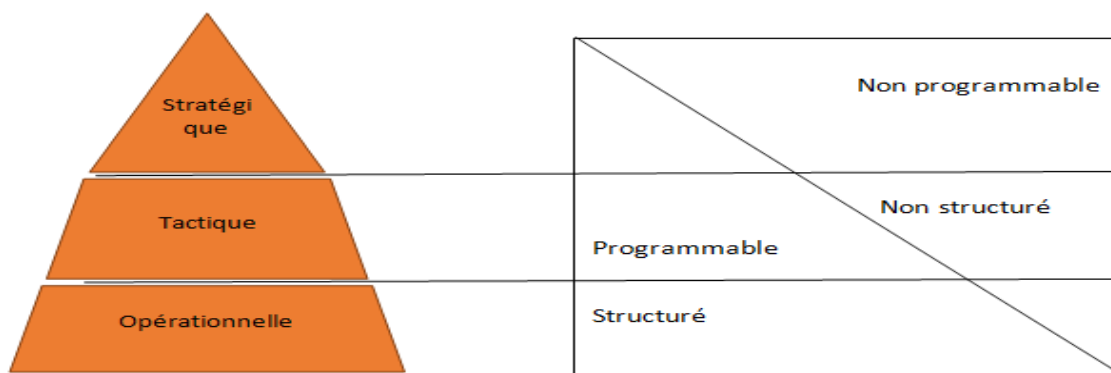 Stratégi
que
Tactique
Opérationnelle
Non programmable
Non structuré
Programmable
Structuré